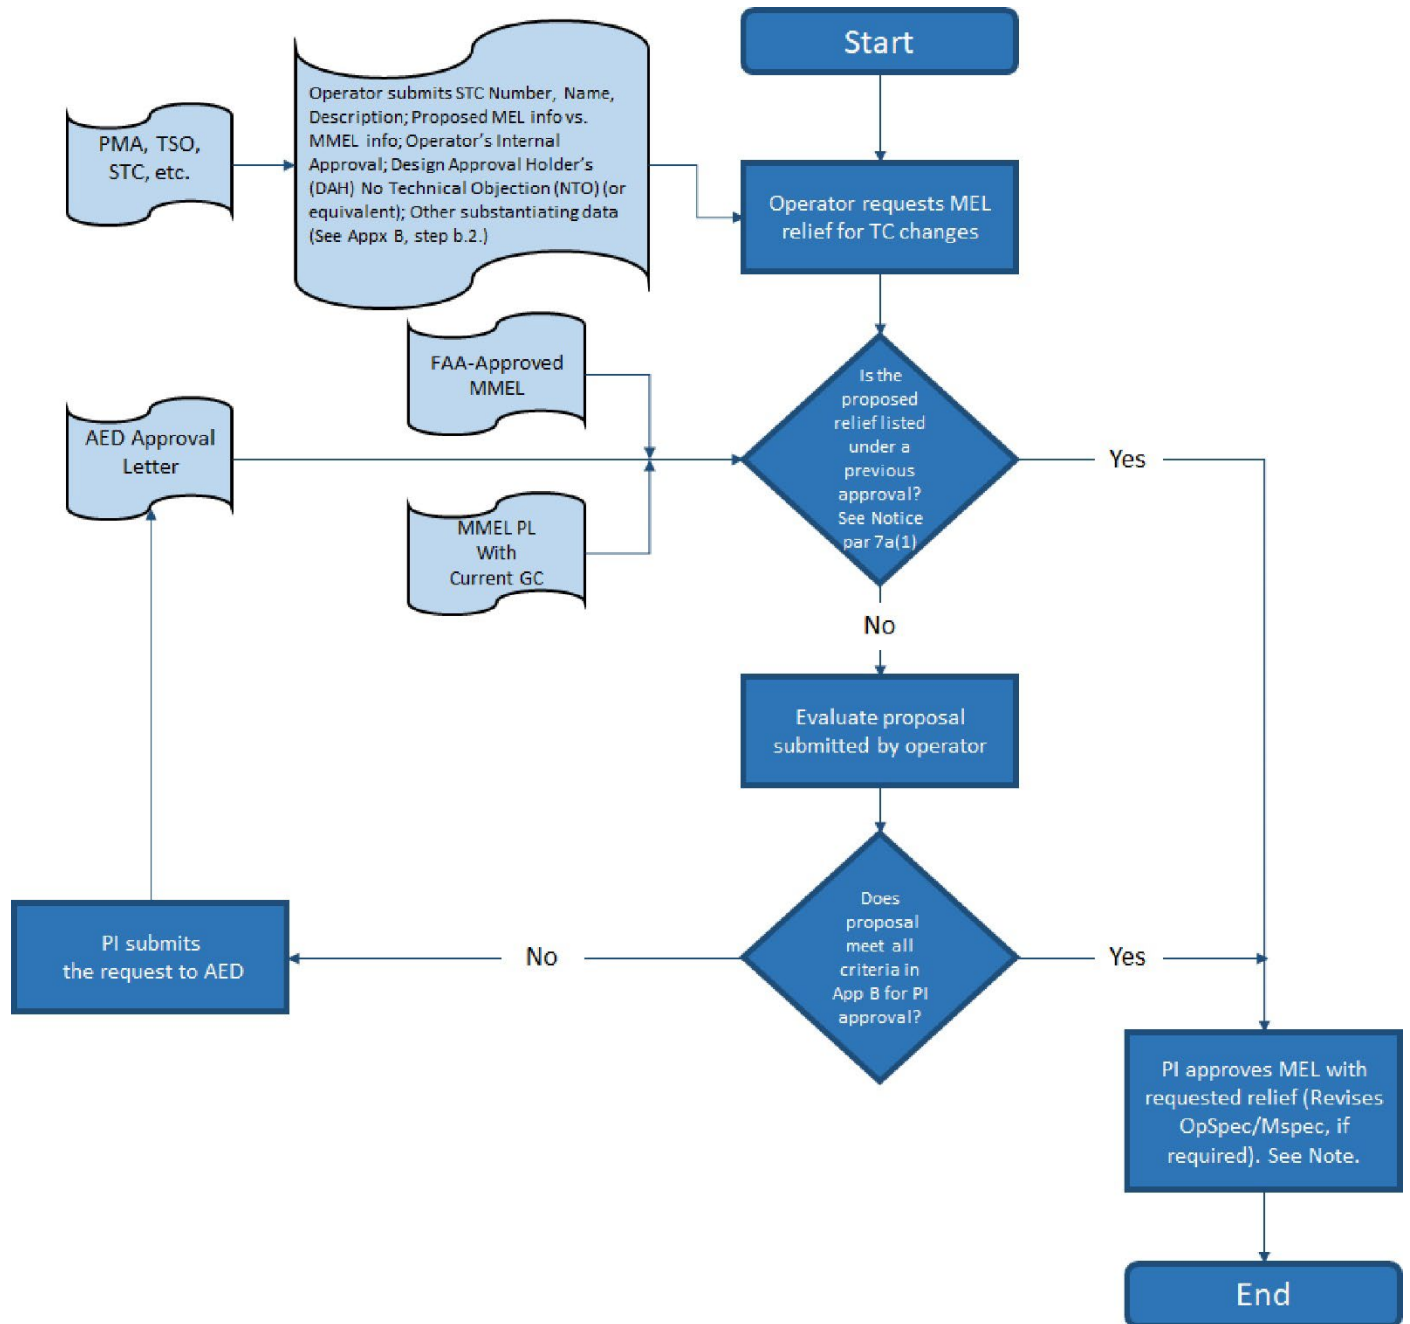 Start
Operator submits STC Number, Name,
Description; Proposed MEL info vs.
MMEL info; Operator's Internal
Approval; Design Approval Holder's
(DAH) No Technical Objection (NTO) (or
equivalent); Other substantiating data
(See Appx B, step b.2.)
PMA, TSO,
STC, etc.
Operator requests MEL
relief for TC changes
FAA-Approved
MMEL
AED Approval
Letter
MMEL PL
With
Current GC
Is the
proposed
relief listed
under a
previous
approval?
See Notice
par 7a(1)
Yes
No
Evaluate proposal
submitted by operator
Does
proposal
meet all
criteria in
App B for PI
approval?
No
Yes
PI submits
the request to AED
PI approves MEL with
requested relief (Revises
OpSpec/Mspec, if
required). See Note.
End